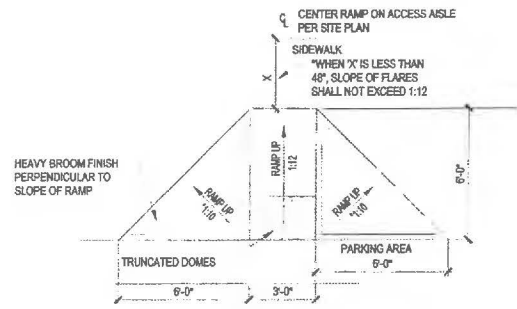 ℄ CENTER RAMP ON ACCESS AISLE
PER SITE PLAN
SIDEWALK
"WHEN 'X' IS LESS THAN
48", SLOPE OF FLARES
SHALL NOT EXCEED 1:12
X
HEAVY BROOM FINISH
PERPENDICULAR TO
SLOPE OF RAMP
RAMP UP
*1:10
RAMP UP
1:12
RAMP UP
*1:10
6'-0"
TRUNCATED DOMES
PARKING AREA
6'-0"
6'-0"
3'-0"